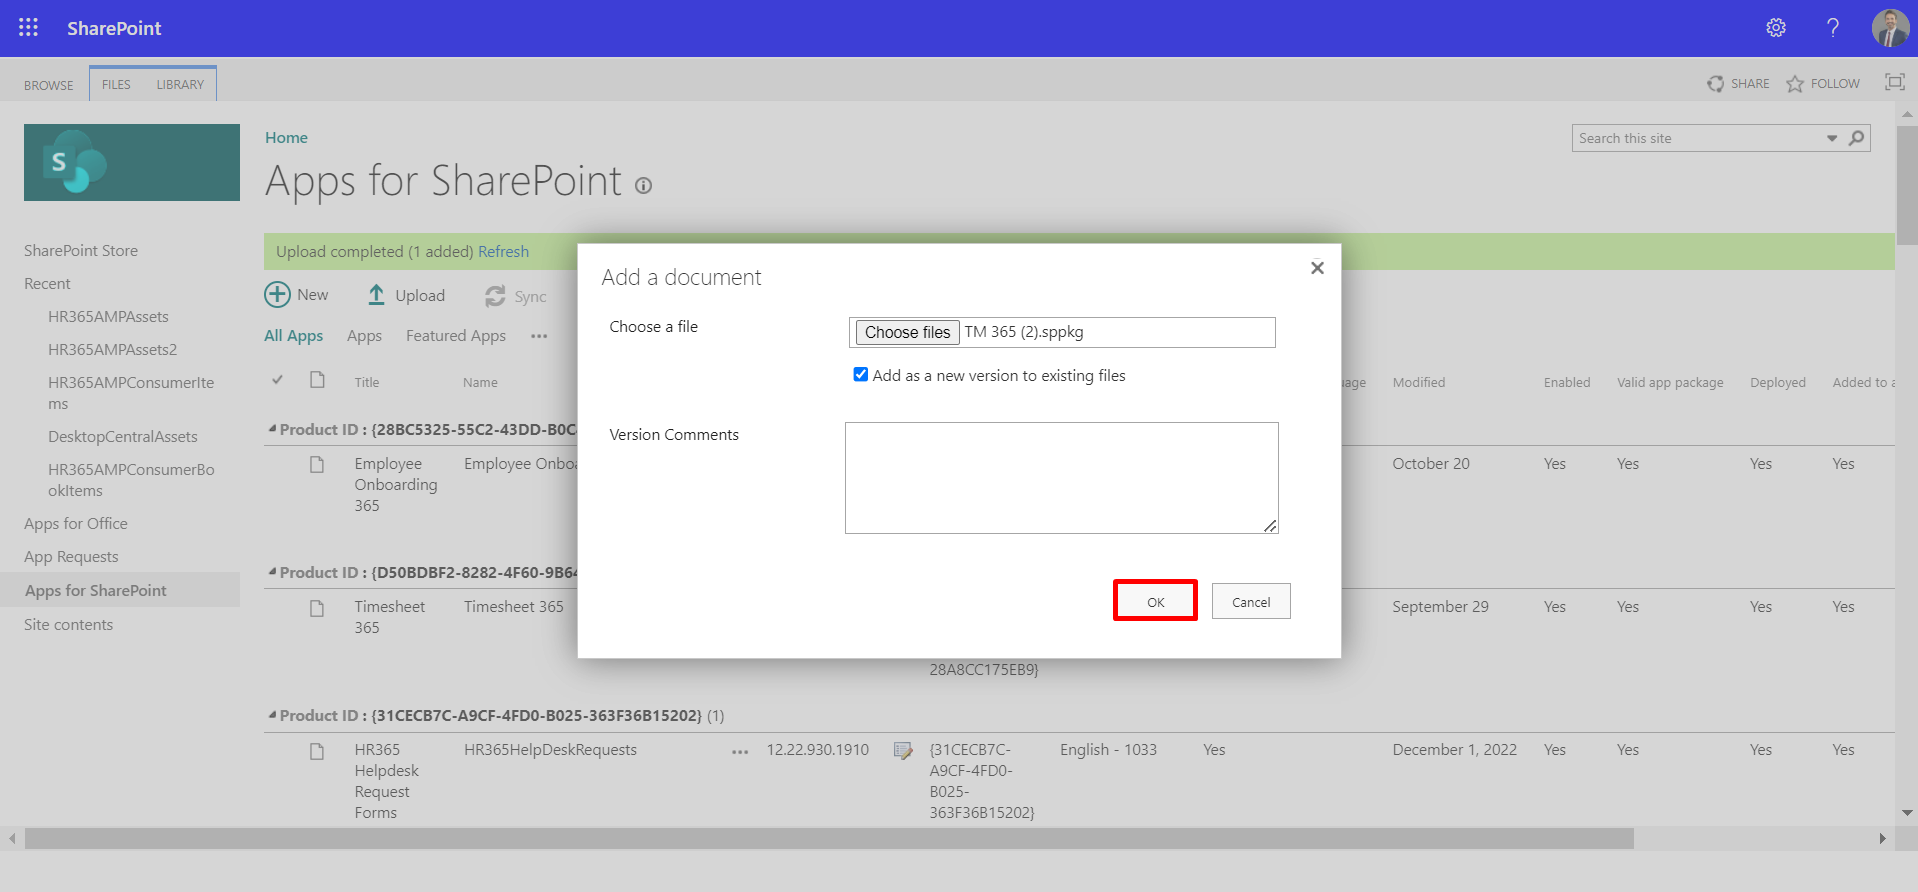 SharePoint
BROWSE FILES LIBRARY SHARE FOLLOW
S
Home
Search this site
Apps for SharePoint
Upload completed (1 added) Refresh
New Upload Sync
All Apps Apps Featured Apps
Title Name Modified Enabled Valid app package Deployed Added to a
SharePoint Store
Recent
HR365AMPAssets
HR365AMPAssets2
HR365AMPConsumerIte
ms
DesktopCentralAssets
HR365AMPConsumerBo
okItems
Apps for Office
App Requests
Apps for SharePoint
Site contents
Add a document
Choose a file
Choose files TM 365 (2).sppkg
Add as a new version to existing files
Version Comments
OK Cancel
Product ID : {28BC5325-55C2-43DD-B0C
Employee Employee Onbo October 20 Yes Yes Yes Yes
Onboarding
365
Product ID : {D50BDBF2-8282-4F60-9B64
Timesheet Timesheet 365 September 29 Yes Yes Yes Yes
365
28A8CC175EB9}
Product ID : {31CECB7C-A9CF-4FD0-B025-363F36B15202} (1)
HR365 HR365HelpDeskRequests 12.22.930.1910 {31CECB7C- English - 1033 Yes December 1, 2022 Yes Yes Yes Yes
Helpdesk A9CF-4FD0-
Request B025-
Forms 363F36B15202}